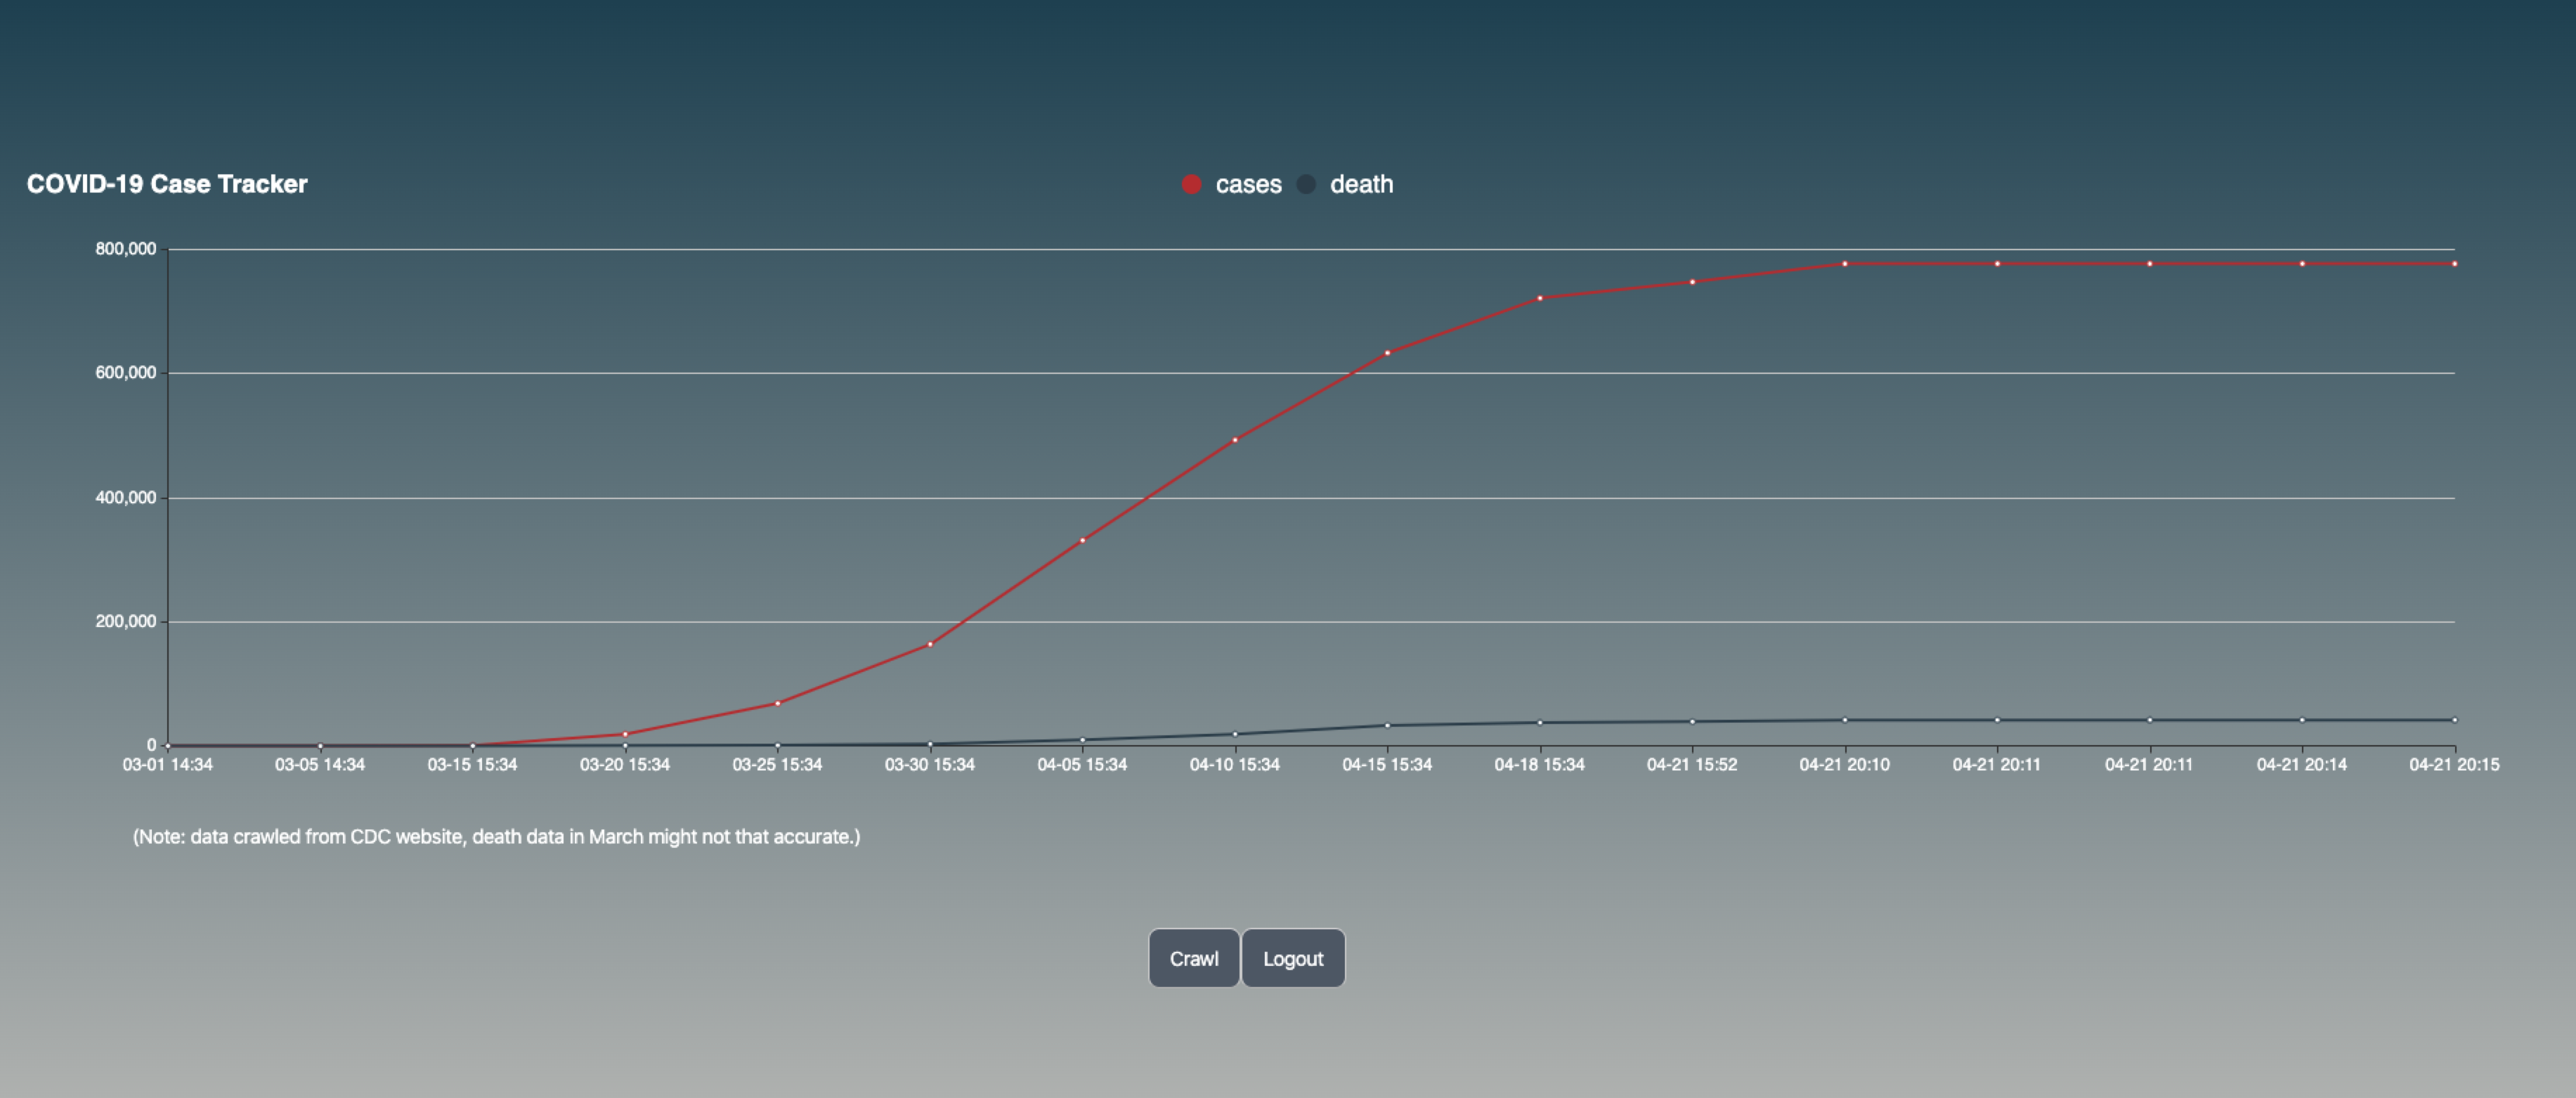 COVID-19 Case Tracker
cases death
800,000
600,000
400,000
200,000
0
03-01 14:34 03-05 14:34 03-15 15:34 03-20 15:34 03-25 15:34 03-30 15:34 04-05 15:34 04-10 15:34 04-15 15:34 04-18 15:34 04-21 15:52 04-21 20:10 04-21 20:11 04-21 20:11 04-21 20:14 04-21 20:15
(Note: data crawled from CDC website, death data in March might not that accurate.)
Crawl Logout